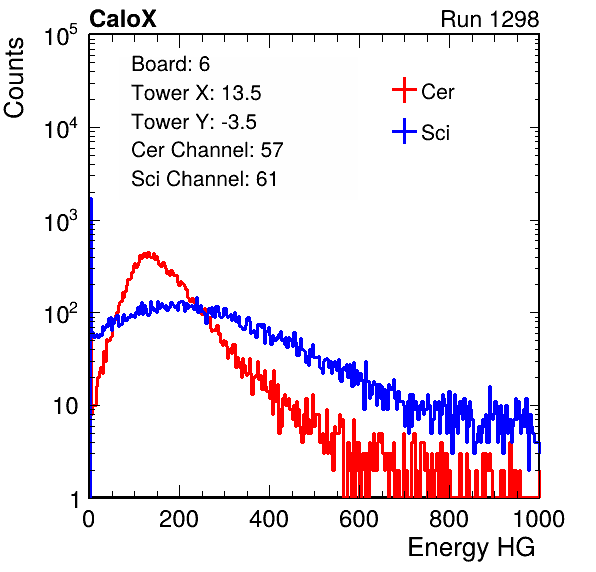 CaloX Run 1298
Counts
Board: 6
Tower X: 13.5
Tower Y: -3.5
Cer Channel: 57
Sci Channel: 61
Cer
Sci
10^5
10^4
10^3
10^2
10
1
0 200 400 600 800 1000
Energy HG